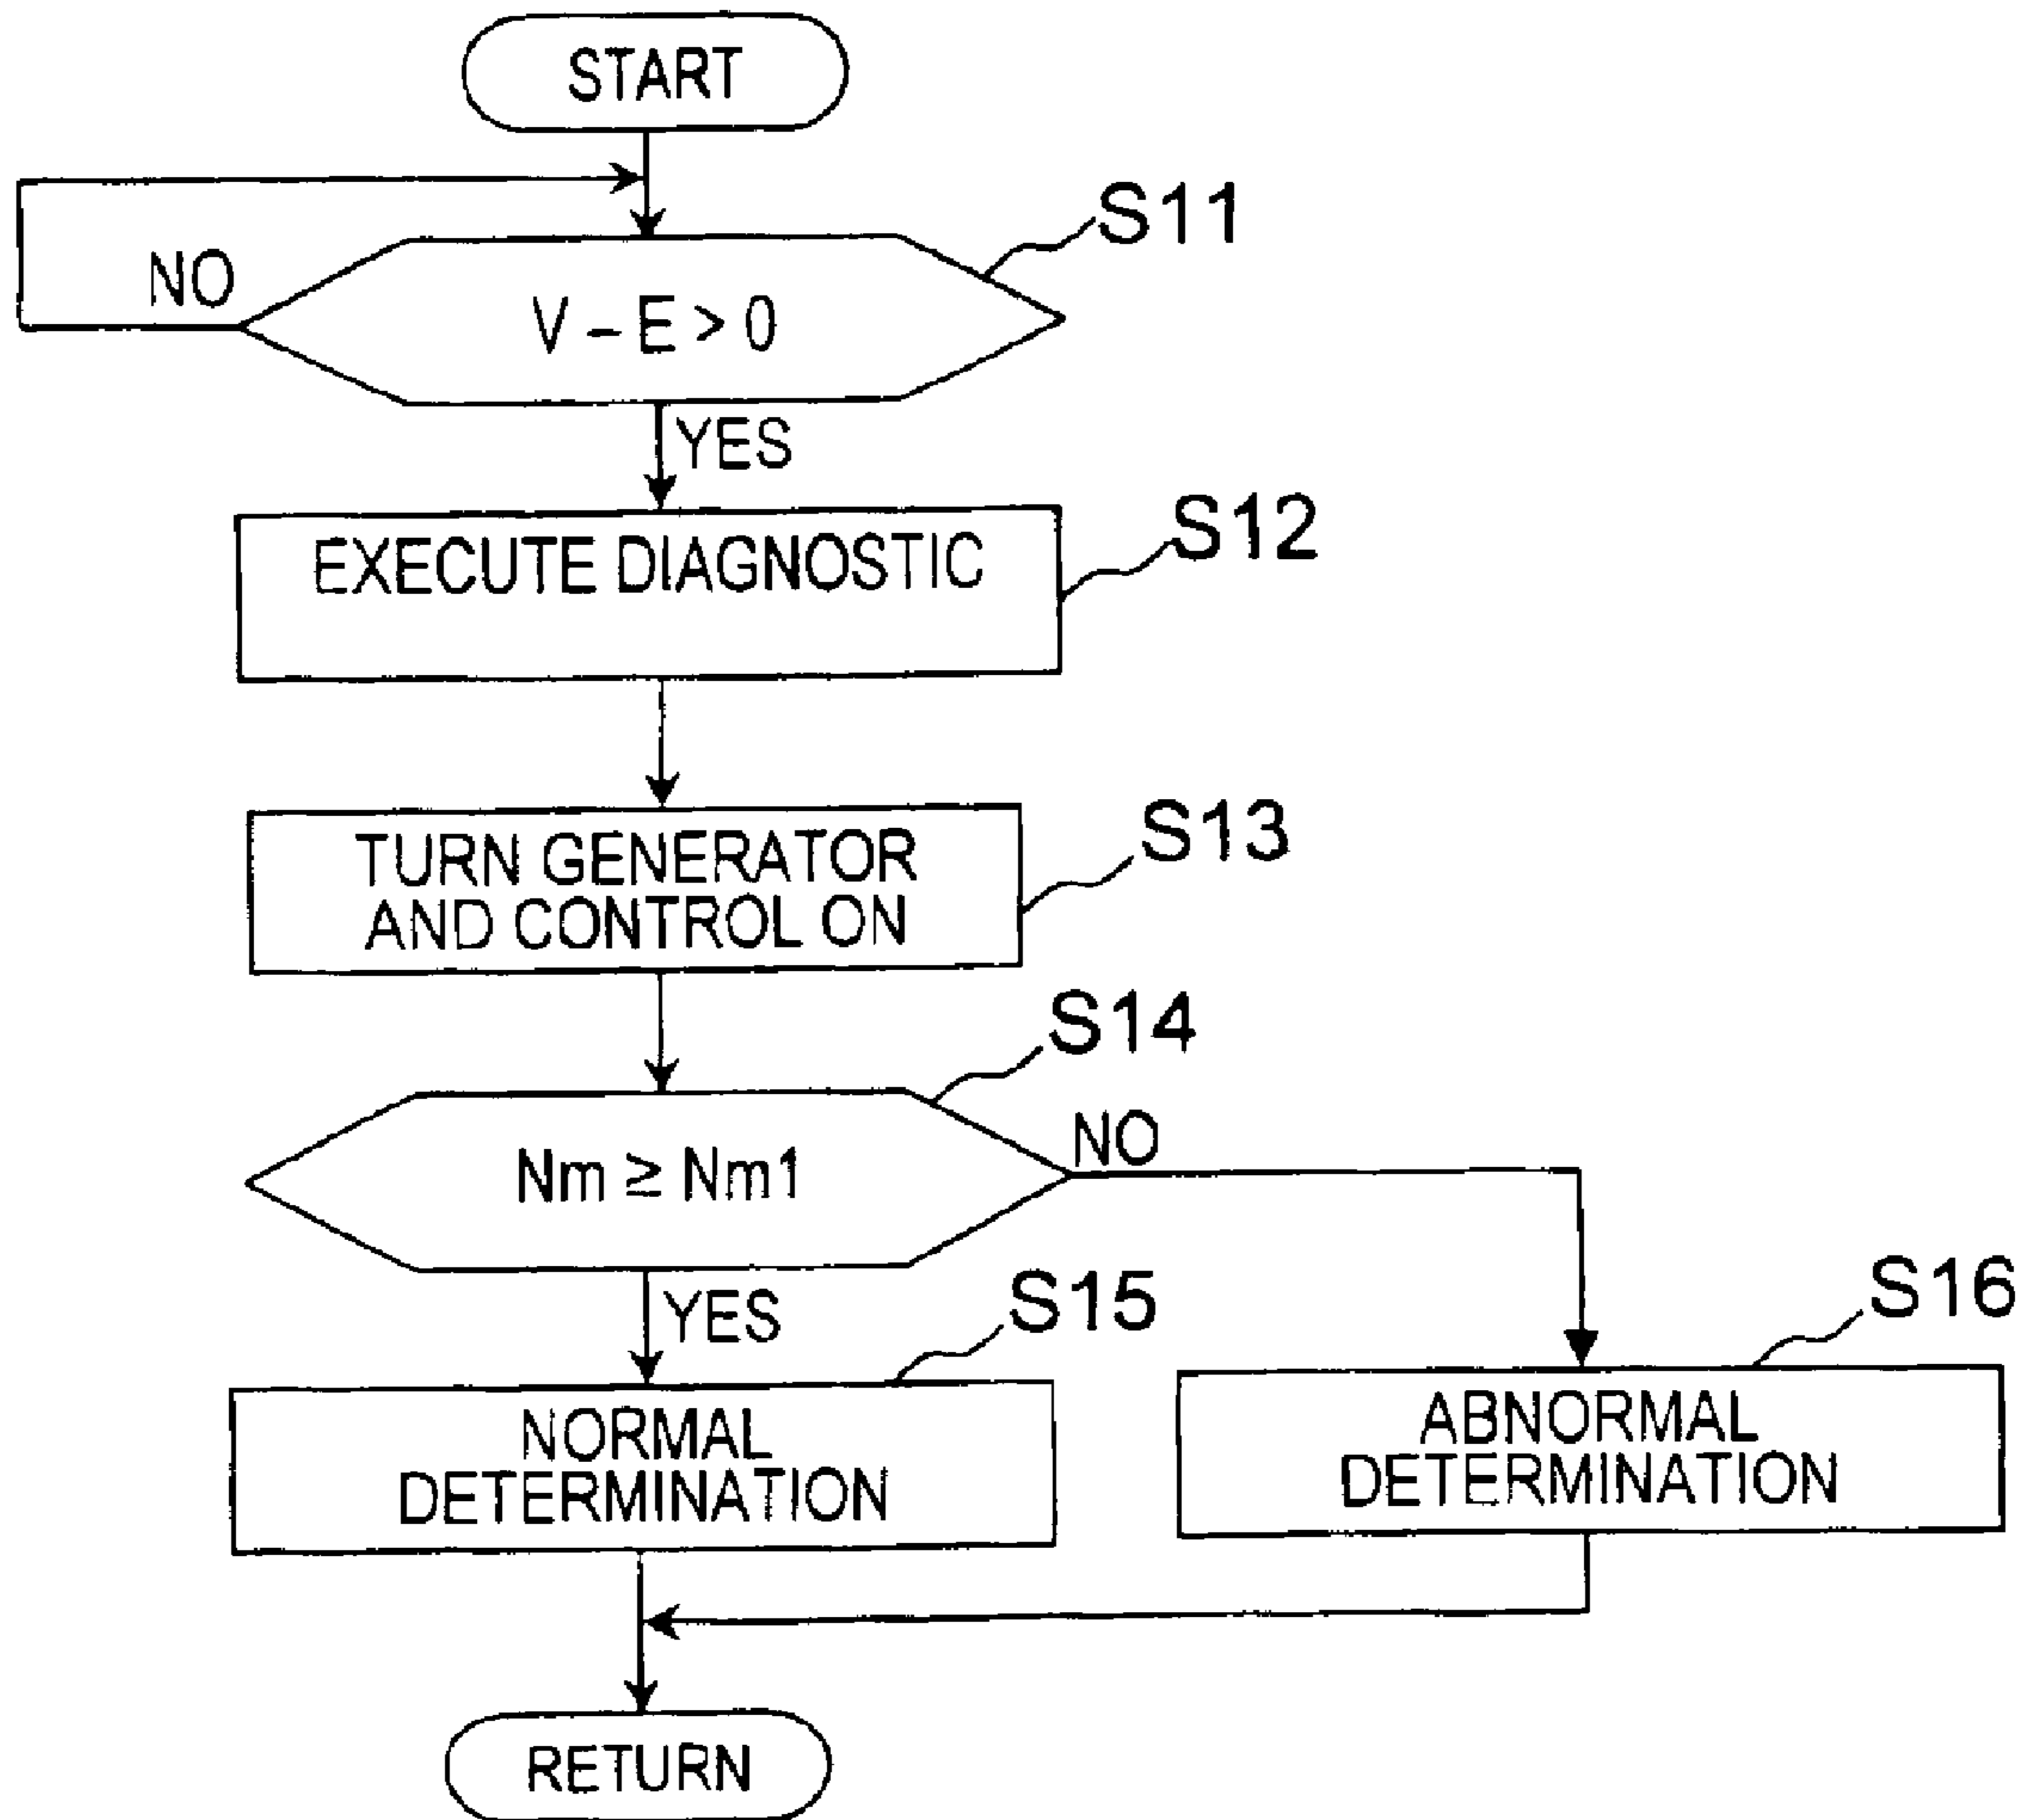 START
S11
NO
V – E > 0
YES
S12
EXECUTE DIAGNOSTIC
S13
TURN GENERATOR
AND CONTROL ON
S14
NO
Nm ≥ Nm1
YES
S15
S16
NORMAL
DETERMINATION
ABNORMAL
DETERMINATION
RETURN